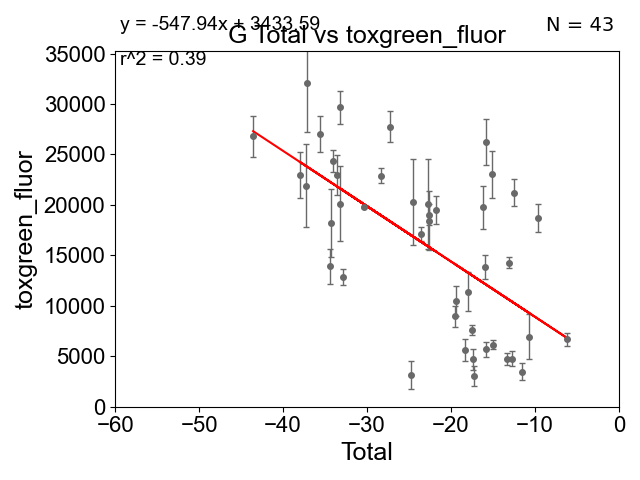 y = -547.94x + 3433.59
N = 43
G Total vs toxgreen_fluor
r^2 = 0.39
35000
30000
25000
20000
15000
10000
5000
0
toxgreen_fluor
−60 −50 −40 −30 −20 −10 0
Total